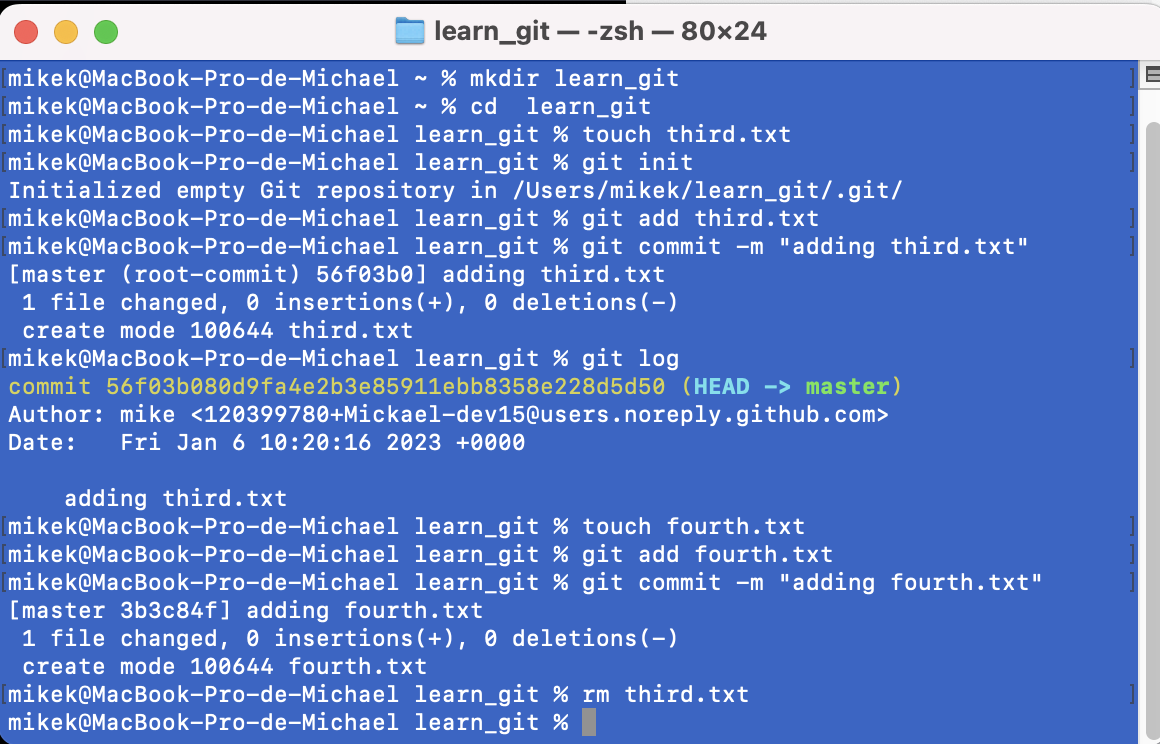 learn_git — -zsh — 80×24
[mikek@MacBook-Pro-de-Michael ~ % mkdir learn_git ]
[mikek@MacBook-Pro-de-Michael ~ % cd  learn_git ]
[mikek@MacBook-Pro-de-Michael learn_git % touch third.txt ]
[mikek@MacBook-Pro-de-Michael learn_git % git init ]
Initialized empty Git repository in /Users/mikek/learn_git/.git/
[mikek@MacBook-Pro-de-Michael learn_git % git add third.txt ]
[mikek@MacBook-Pro-de-Michael learn_git % git commit -m "adding third.txt" ]
[master (root-commit) 56f03b0] adding third.txt
 1 file changed, 0 insertions(+), 0 deletions(-)
 create mode 100644 third.txt
[mikek@MacBook-Pro-de-Michael learn_git % git log ]
commit 56f03b080d9fa4e2b3e85911ebb8358e228d5d50 (HEAD -> master)
Author: mike <120399780+Mickael-dev15@users.noreply.github.com>
Date:   Fri Jan 6 10:20:16 2023 +0000

    adding third.txt
[mikek@MacBook-Pro-de-Michael learn_git % touch fourth.txt ]
[mikek@MacBook-Pro-de-Michael learn_git % git add fourth.txt ]
[mikek@MacBook-Pro-de-Michael learn_git % git commit -m "adding fourth.txt" ]
[master 3b3c84f] adding fourth.txt
 1 file changed, 0 insertions(+), 0 deletions(-)
 create mode 100644 fourth.txt
[mikek@MacBook-Pro-de-Michael learn_git % rm third.txt ]
mikek@MacBook-Pro-de-Michael learn_git %